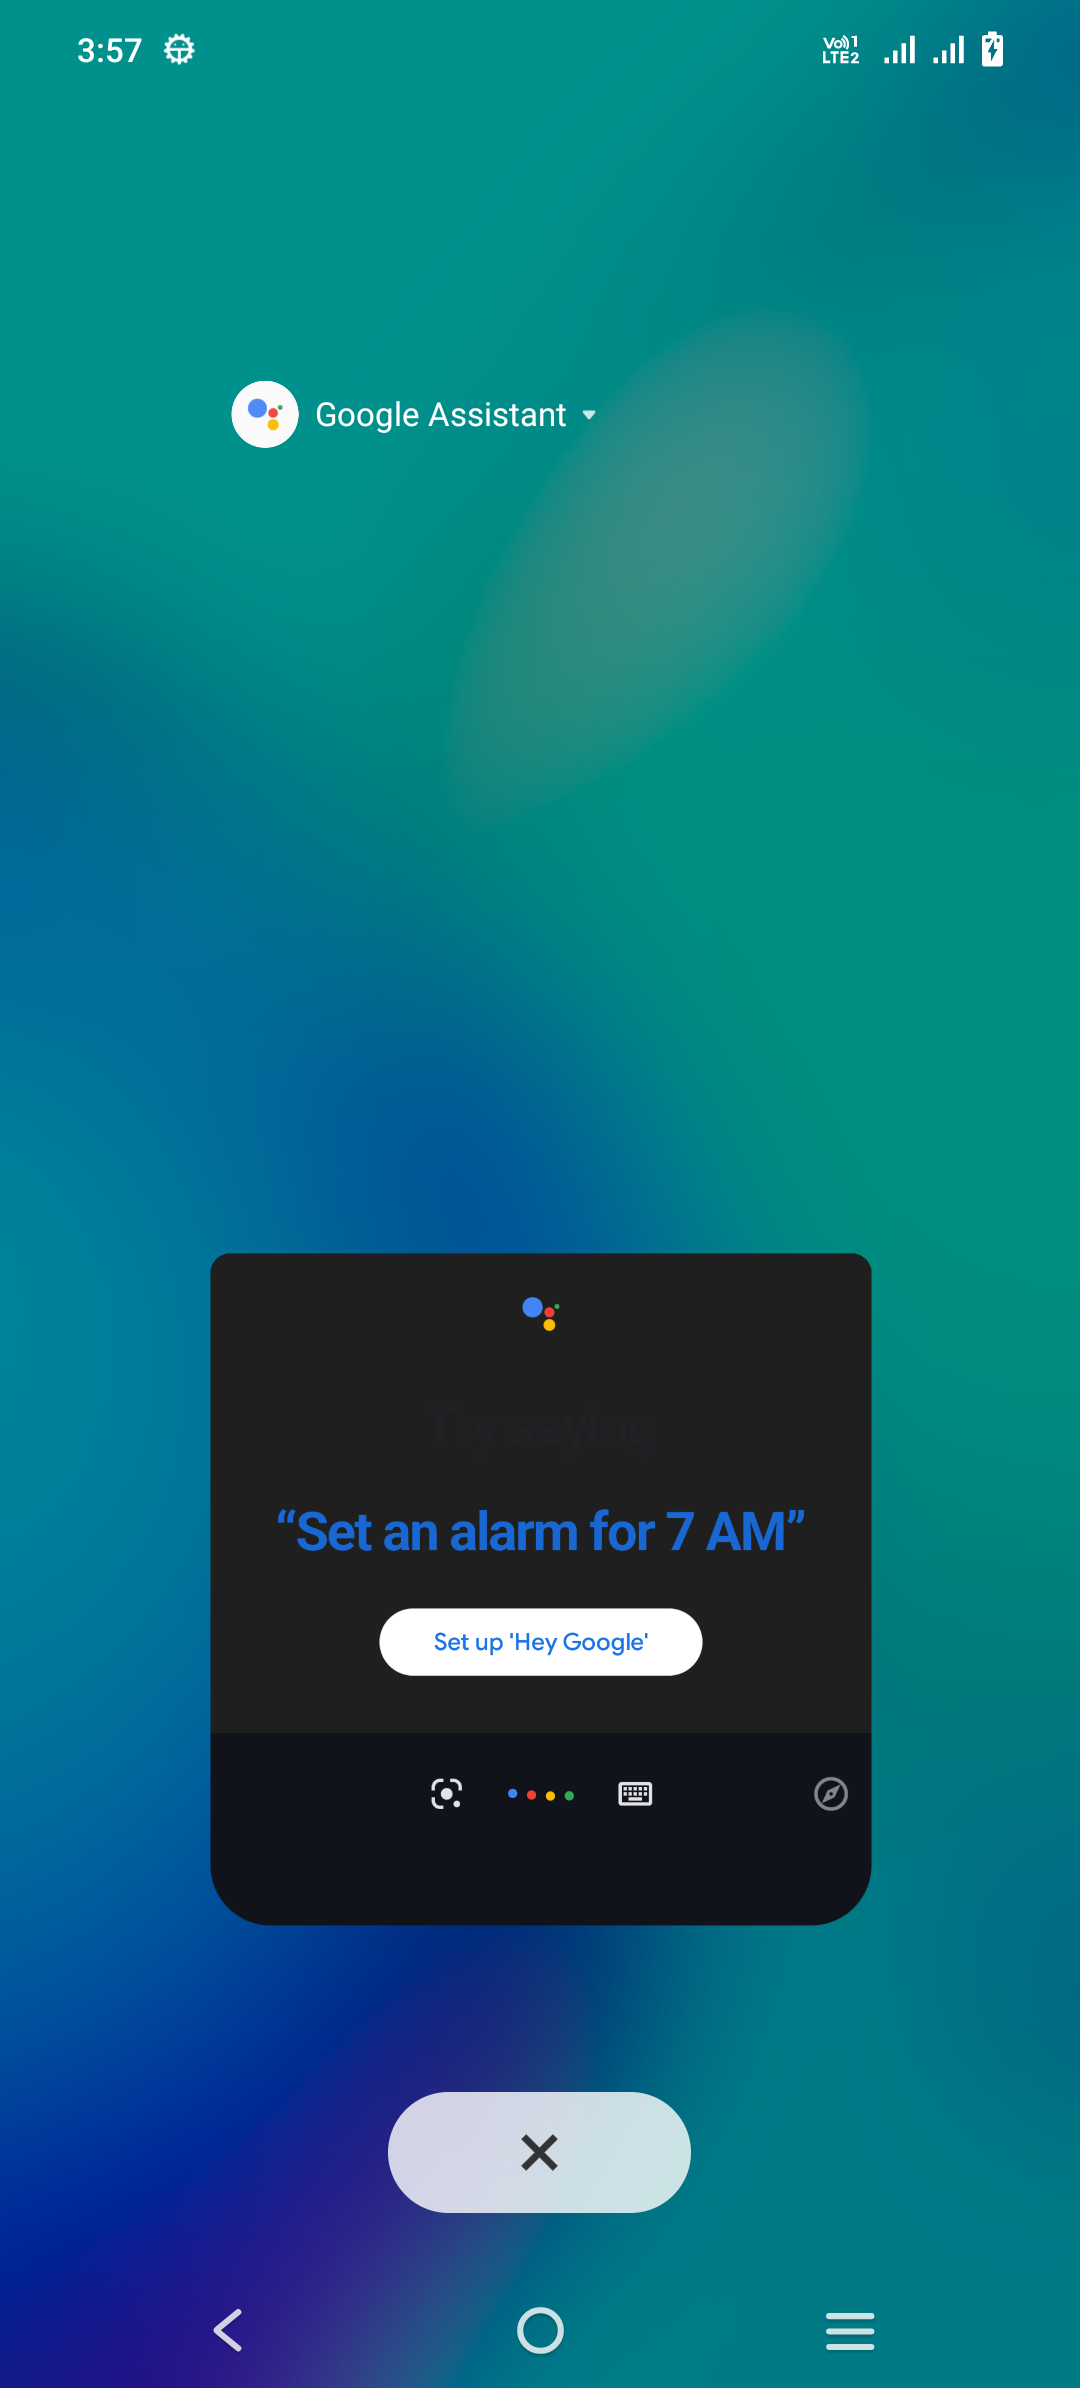 3:57
Vo)) 1
LTE2
Google Assistant
Try saying
“Set an alarm for 7 AM”
Set up 'Hey Google'